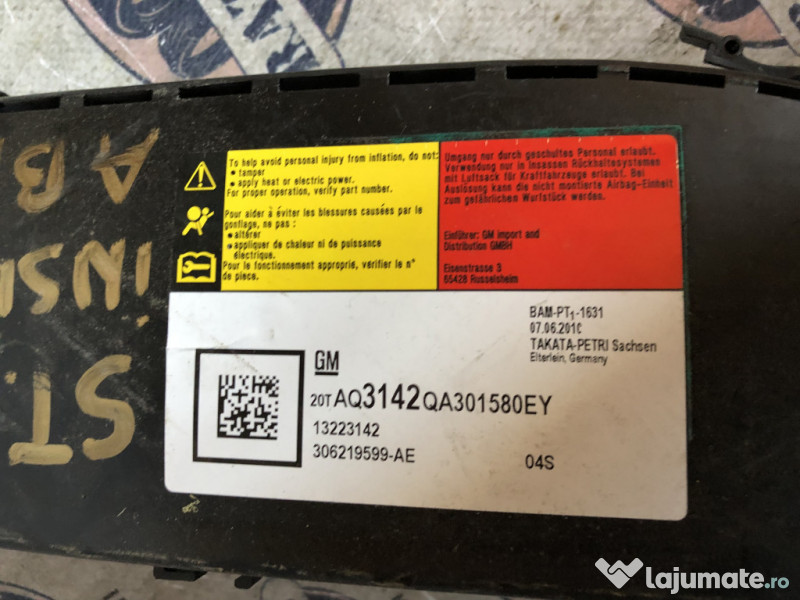 To help avoid personal injury from inflation, do not:
• tamper
• apply heat or electric power.
For proper operation, verify part number.
Pour aider à éviter les blessures causées par le
gonflage, ne pas :
• altérer
• appliquer de chaleur ni de puissance
électrique.
Pour le fonctionnement approprié, vérifier le n°
de pièce.
Umgang nur durch geschultes Personal erlaubt.
Verwendung nur in Insassen Rückhaltesystemen
mit Luftsack für Kraftfahrzeuge erlaubt. Bei
Auslösung kann die nicht montierte Airbag-Einheit
zum gefährlichen Wurfstück werden.
Einführer: GM import and
Distribution GMBH
Eisenstrasse 3
65428 Russelsheim
BAM-PT1-1631
07.06.2010
TAKATA-PETRI Sachsen
Elterlein, Germany
GM
20T AQ3142QA301580EY
13223142
306219599-AE
04S
ST.
lajumate.ro